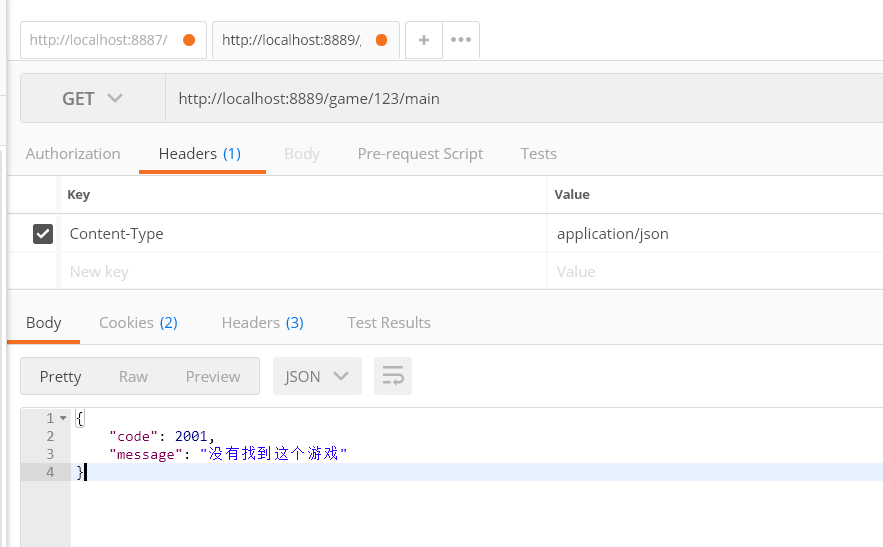 http://localhost:8887/
http://localhost:8889/
GET http://localhost:8889/game/123/main
Authorization Headers (1) Body Pre-request Script Tests
Key Value
Content-Type application/json
New key Value
Body Cookies (2) Headers (3) Test Results
Pretty Raw Preview JSON
1 {
2 "code": 2001,
3 "message": "没有找到这个游戏"
4 }